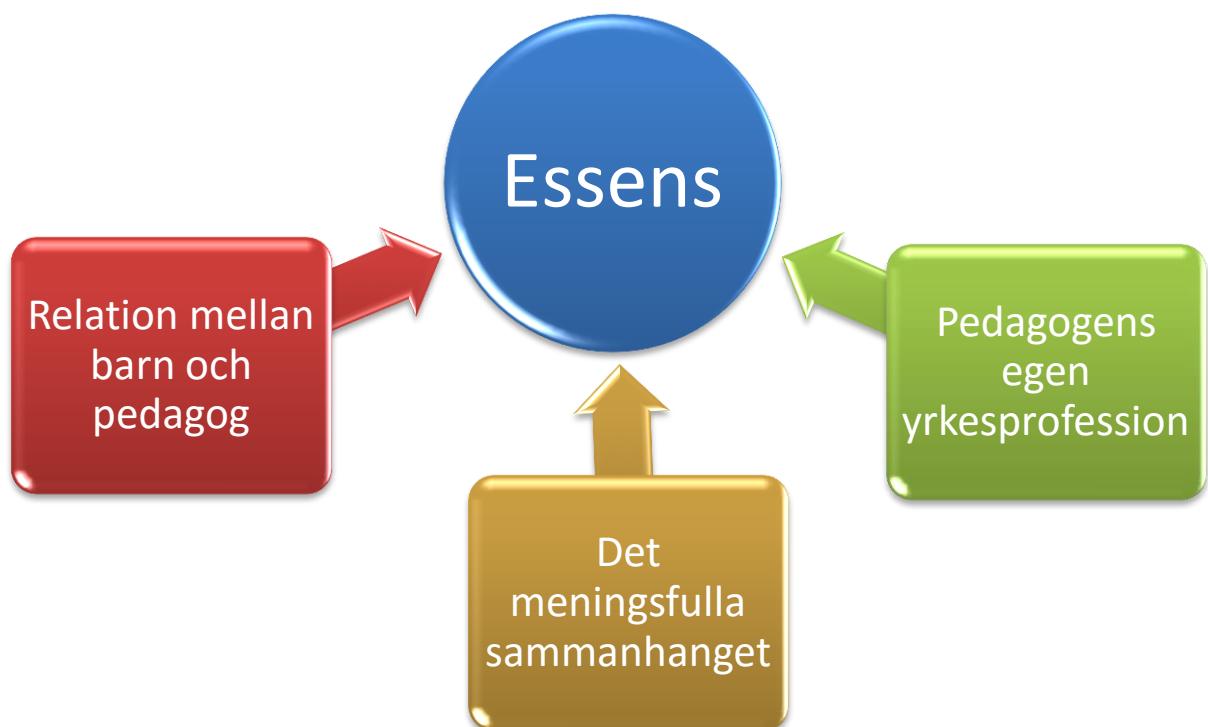 Essens
Relation mellan
barn och
pedagog
Pedagogens
egen
yrkesprofession
Det
meningsfulla
sammanhanget